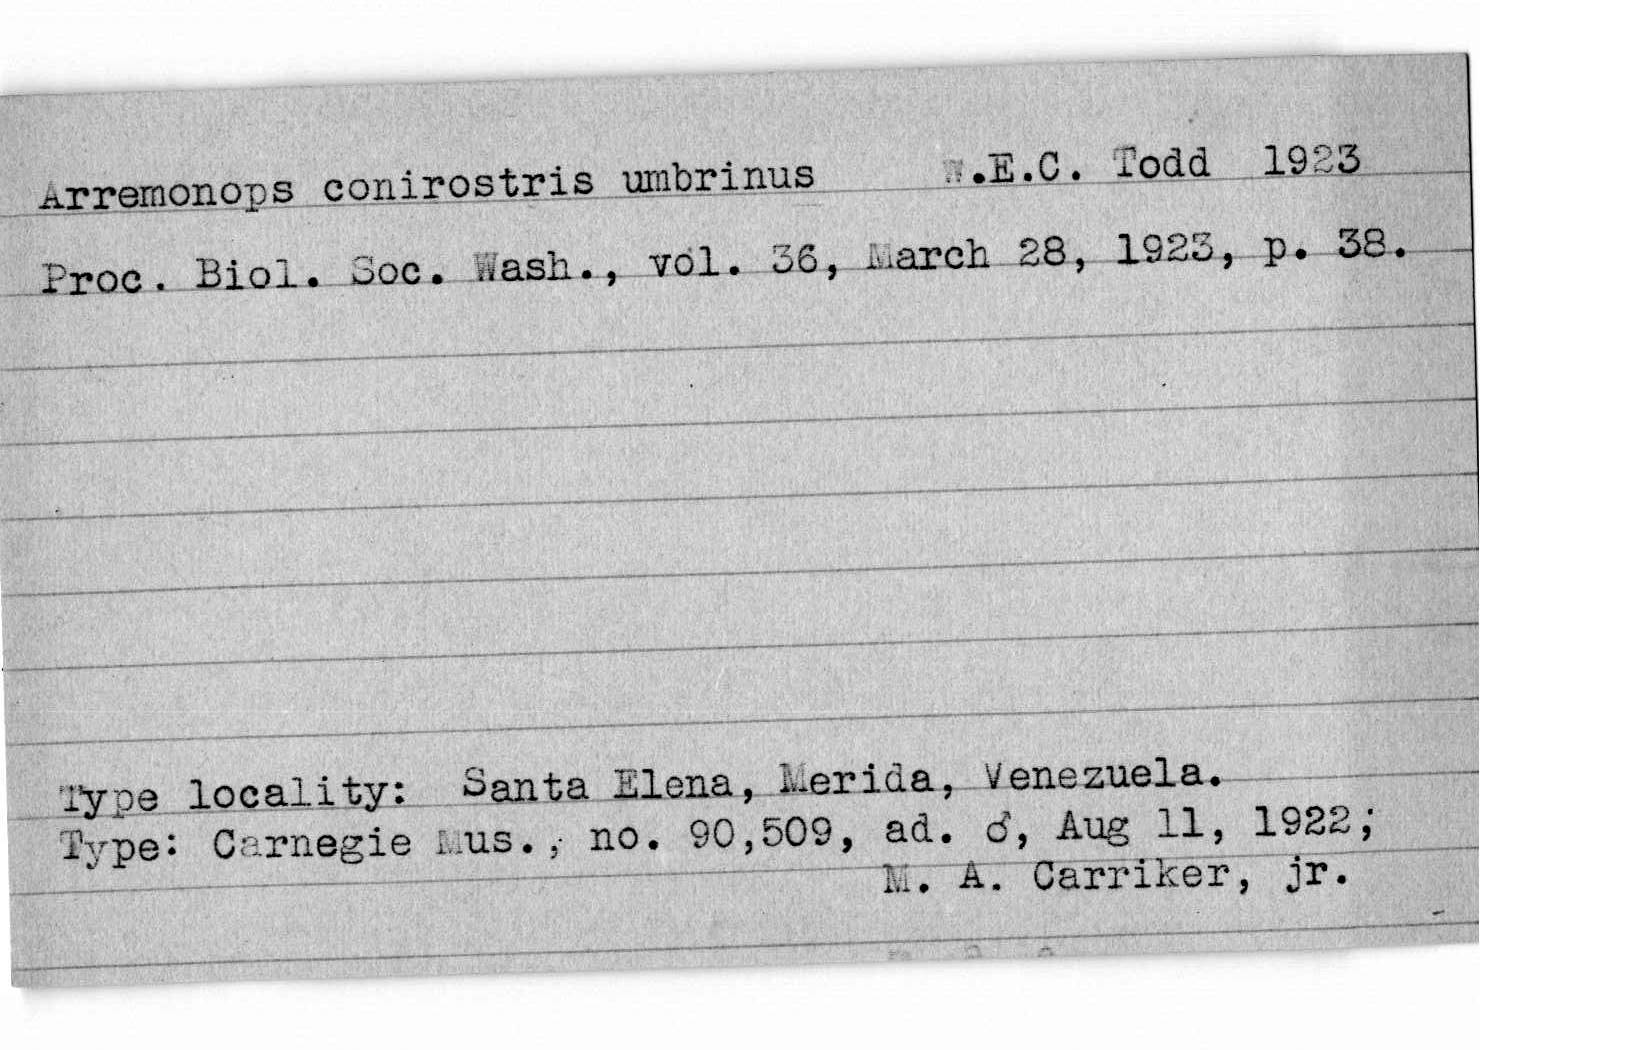 Arremonops conirostris umbrinus W.E.C. Todd 1923
Proc. Biol. Soc. Wash., vol. 36, March 28, 1923, p. 38.
Type locality: Santa Elena, Merida, Venezuela.
Type: Carnegie Mus., no. 90,509, ad. ♂, Aug 11, 1922;
M. A. Carriker, jr.